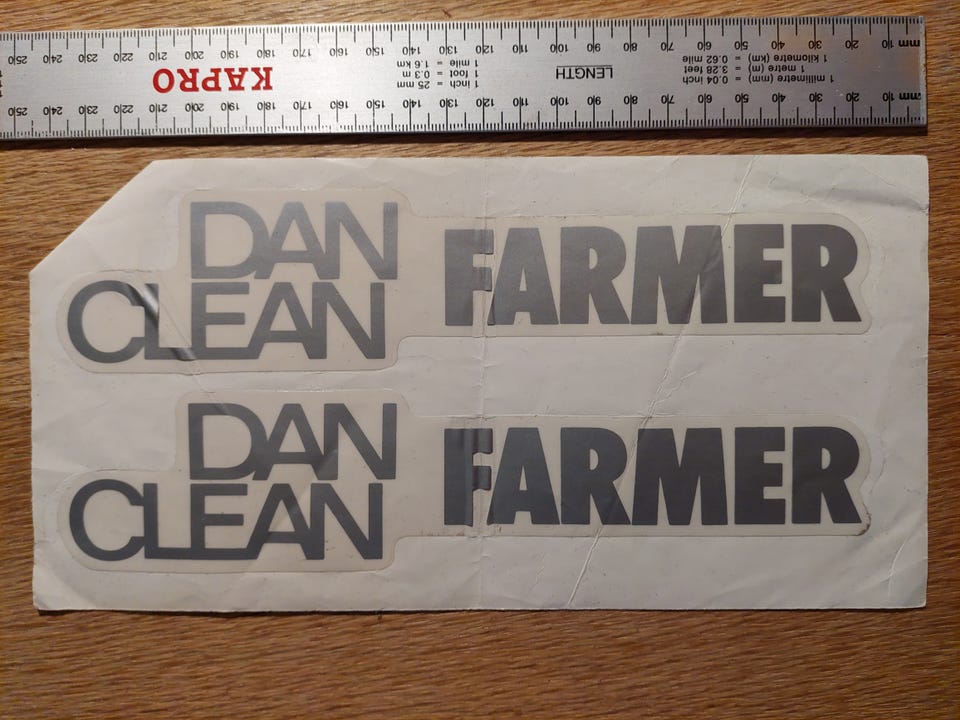 mm 10 20 30 40 50 60 70 80 90 100 110 120 130 140 150 160 170 180 190 200 210 220 230 240 250
1 millimetre (mm) = 0.04 inch
1 metre (m) = 3.28 feet
1 kilometre (km) = 0.62 mile
LENGTH
1 inch = 25 mm
1 foot = 0.3 m
1 mile = 1.6 km
KAPRO
mm 10 20 30 40 50 60 70 80 90 100 110 120 130 140 150 160 170 180 190 200 210 220 230 240 250
DAN
CLEAN FARMER
DAN
CLEAN FARMER